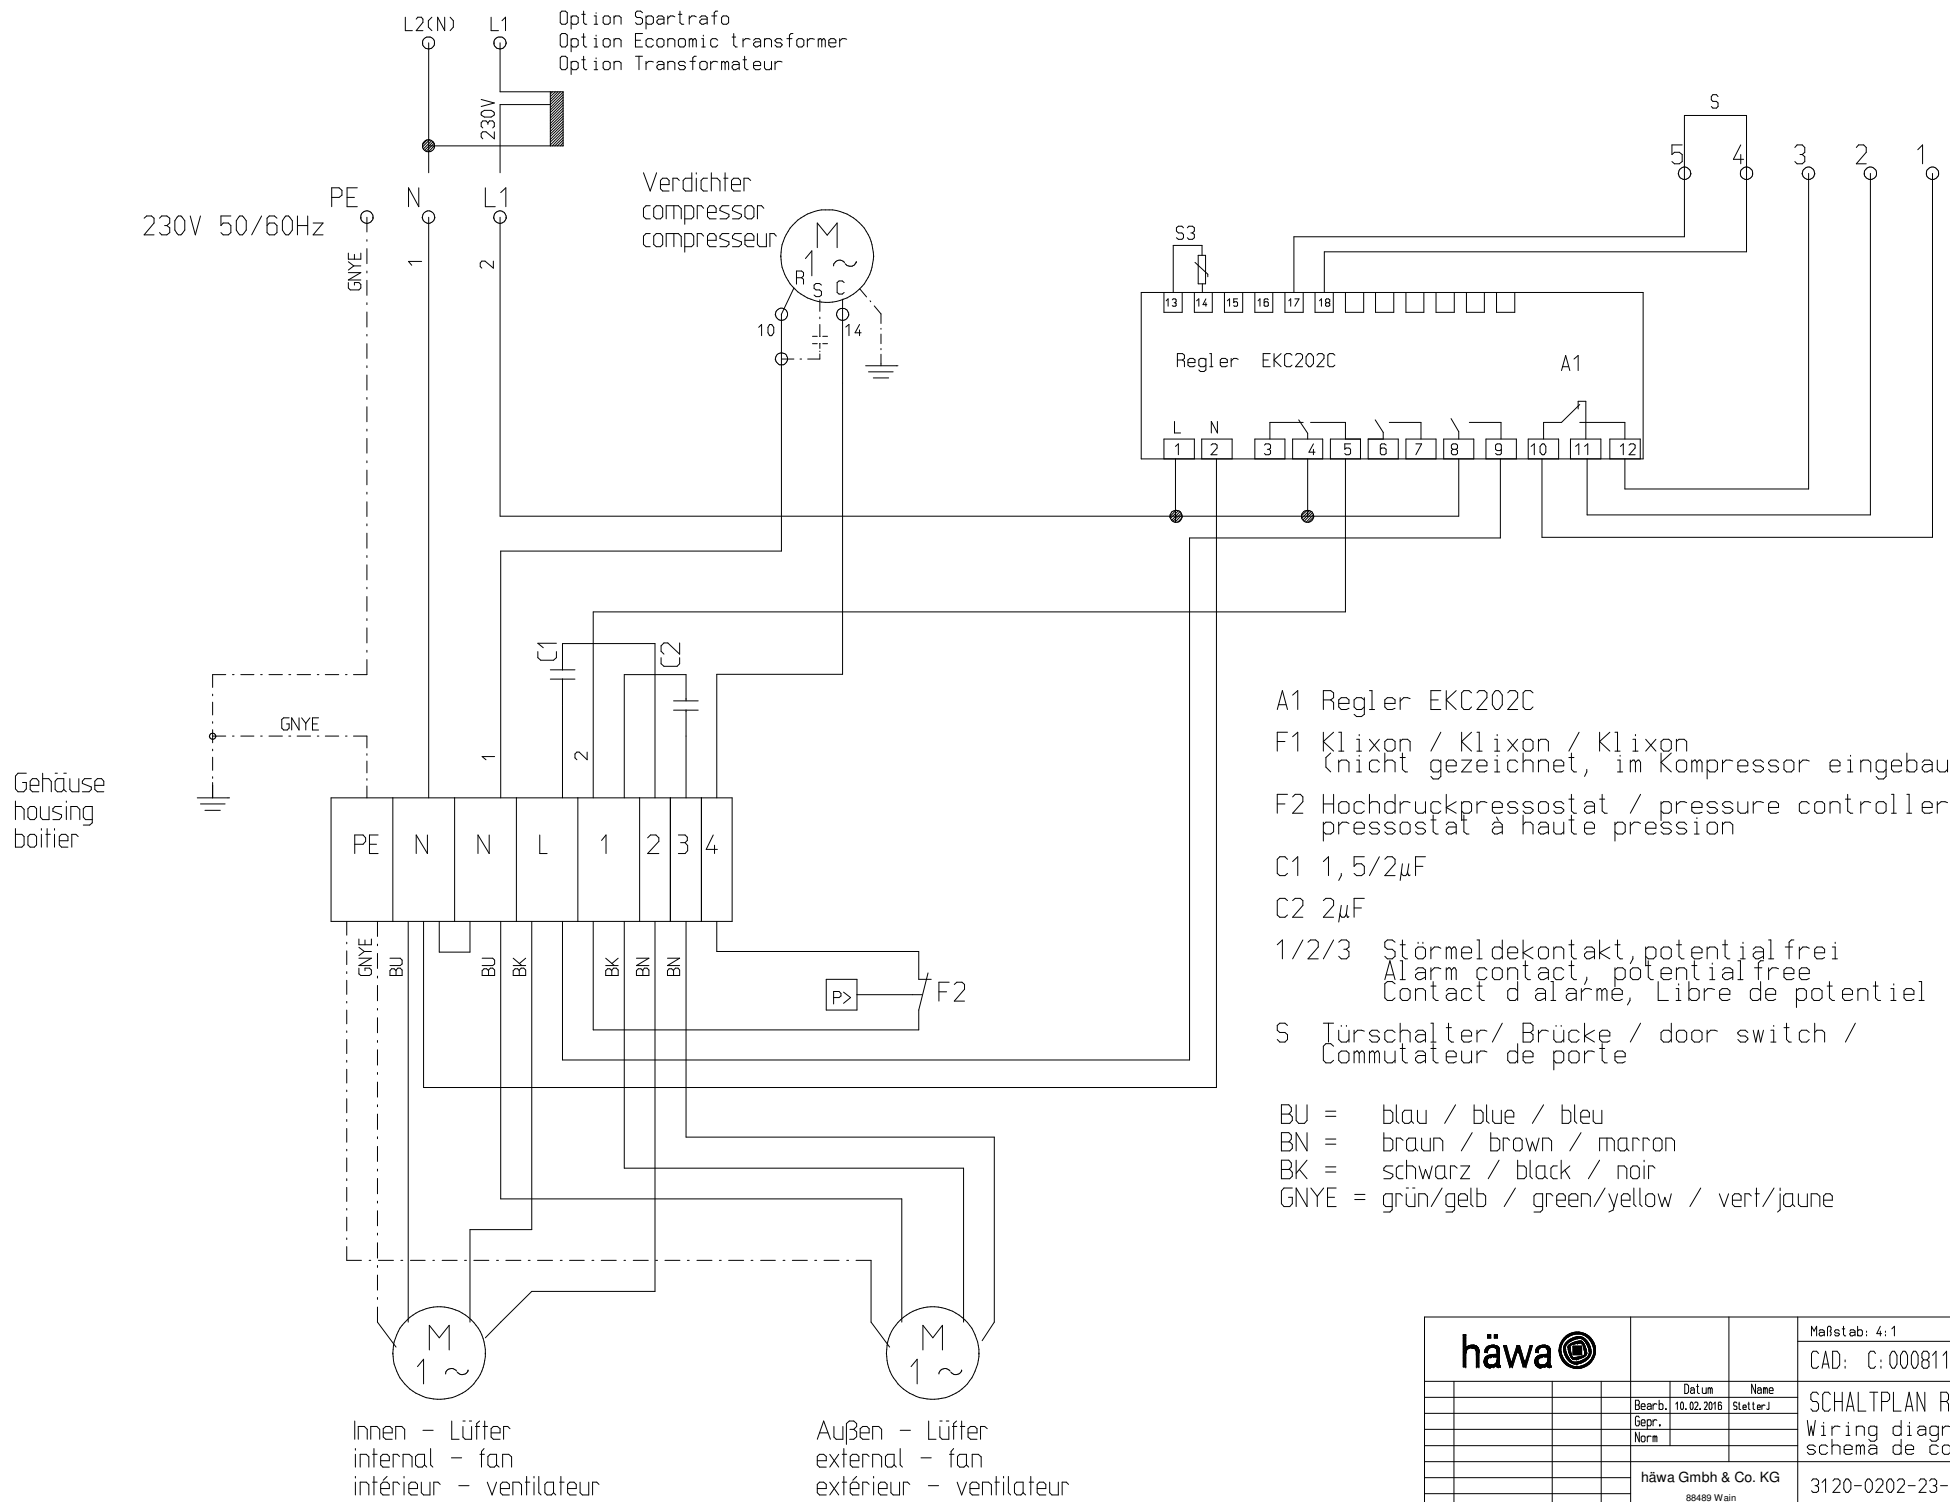 L2(N) L1
Option Spartrafo
Option Economic transformer
Option Transformateur
230V
PE N L1
230V 50/60Hz
GNYE 1 2
Verdichter
compressor
compresseur
M
1 ~
R S C
10 14
S
5 4 3 2 1
S3
13 14 15 16 17 18
Regler EKC202C A1
L N
1 2 3 4 5 6 7 8 9 10 11 12
C1 C2
GNYE
1 2
Gehäuse
housing
boitier
PE N N L 1 2 3 4
GNYE BU BU BK BK BN BN
P> F2
A1 Regler EKC202C
F1 Klixon / Klixon / Klixon
(nicht gezeichnet, im Kompressor eingebau
F2 Hochdruckpressostat / pressure controller
pressostat à haute pression
C1 1,5/2µF
C2 2µF
1/2/3 Störmeldekontakt,potentialfrei
Alarm contact, potentialfree
Contact d alarme, Libre de potentiel
S Türschalter/ Brücke / door switch /
Commutateur de porte
BU = blau / blue / bleu
BN = braun / brown / marron
BK = schwarz / black / noir
GNYE = grün/gelb / green/yellow / vert/jaune
M
1 ~
M
1 ~
Innen - Lüfter
internal - fan
intérieur - ventilateur
Außen - Lüfter
external - fan
extérieur - ventilateur
häwa
Maßstab: 4:1
CAD: C:000811
Datum Name
Bearb. 10.02.2016 StetterJ
Gepr.
Norm
SCHALTPLAN R
Wiring diagr
schema de co
häwa Gmbh & Co. KG
88489 Wain
3120-0202-23-